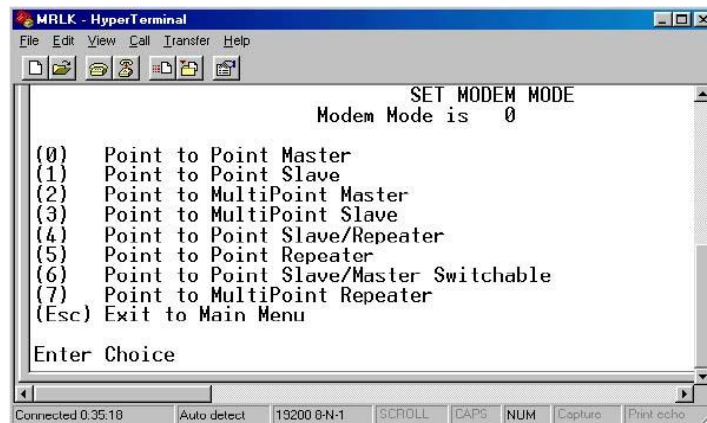 MRLK - HyperTerminal
File Edit View Call Transfer Help
SET MODEM MODE
Modem Mode is 0
(0) Point to Point Master
(1) Point to Point Slave
(2) Point to MultiPoint Master
(3) Point to MultiPoint Slave
(4) Point to Point Slave/Repeater
(5) Point to Point Repeater
(6) Point to Point Slave/Master Switchable
(7) Point to MultiPoint Repeater
(Esc) Exit to Main Menu
Enter Choice
Connected 0:35:18 Auto detect 19200 8-N-1 SCROLL CAPS NUM Capture Print echo